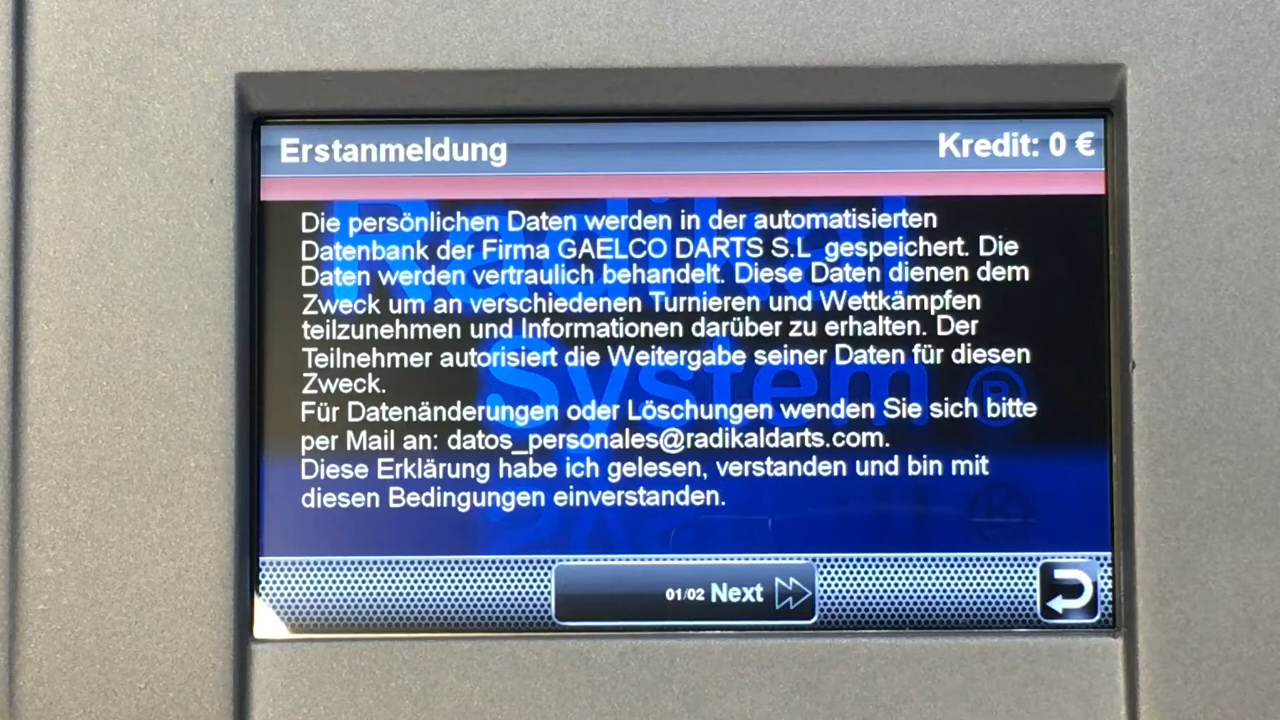 Erstanmeldung
Kredit: 0 €
Die persönlichen Daten werden in der automatisierten
Datenbank der Firma GAELCO DARTS S.L gespeichert. Die
Daten werden vertraulich behandelt. Diese Daten dienen dem
Zweck um an verschiedenen Turnieren und Wettkämpfen
teilzunehmen und Informationen darüber zu erhalten. Der
Teilnehmer autorisiert die Weitergabe seiner Daten für diesen
Zweck.
Für Datenänderungen oder Löschungen wenden Sie sich bitte
per Mail an: datos_personales@radikaldarts.com.
Diese Erklärung habe ich gelesen, verstanden und bin mit
diesen Bedingungen einverstanden.
Radikal
System ®
01/02 Next